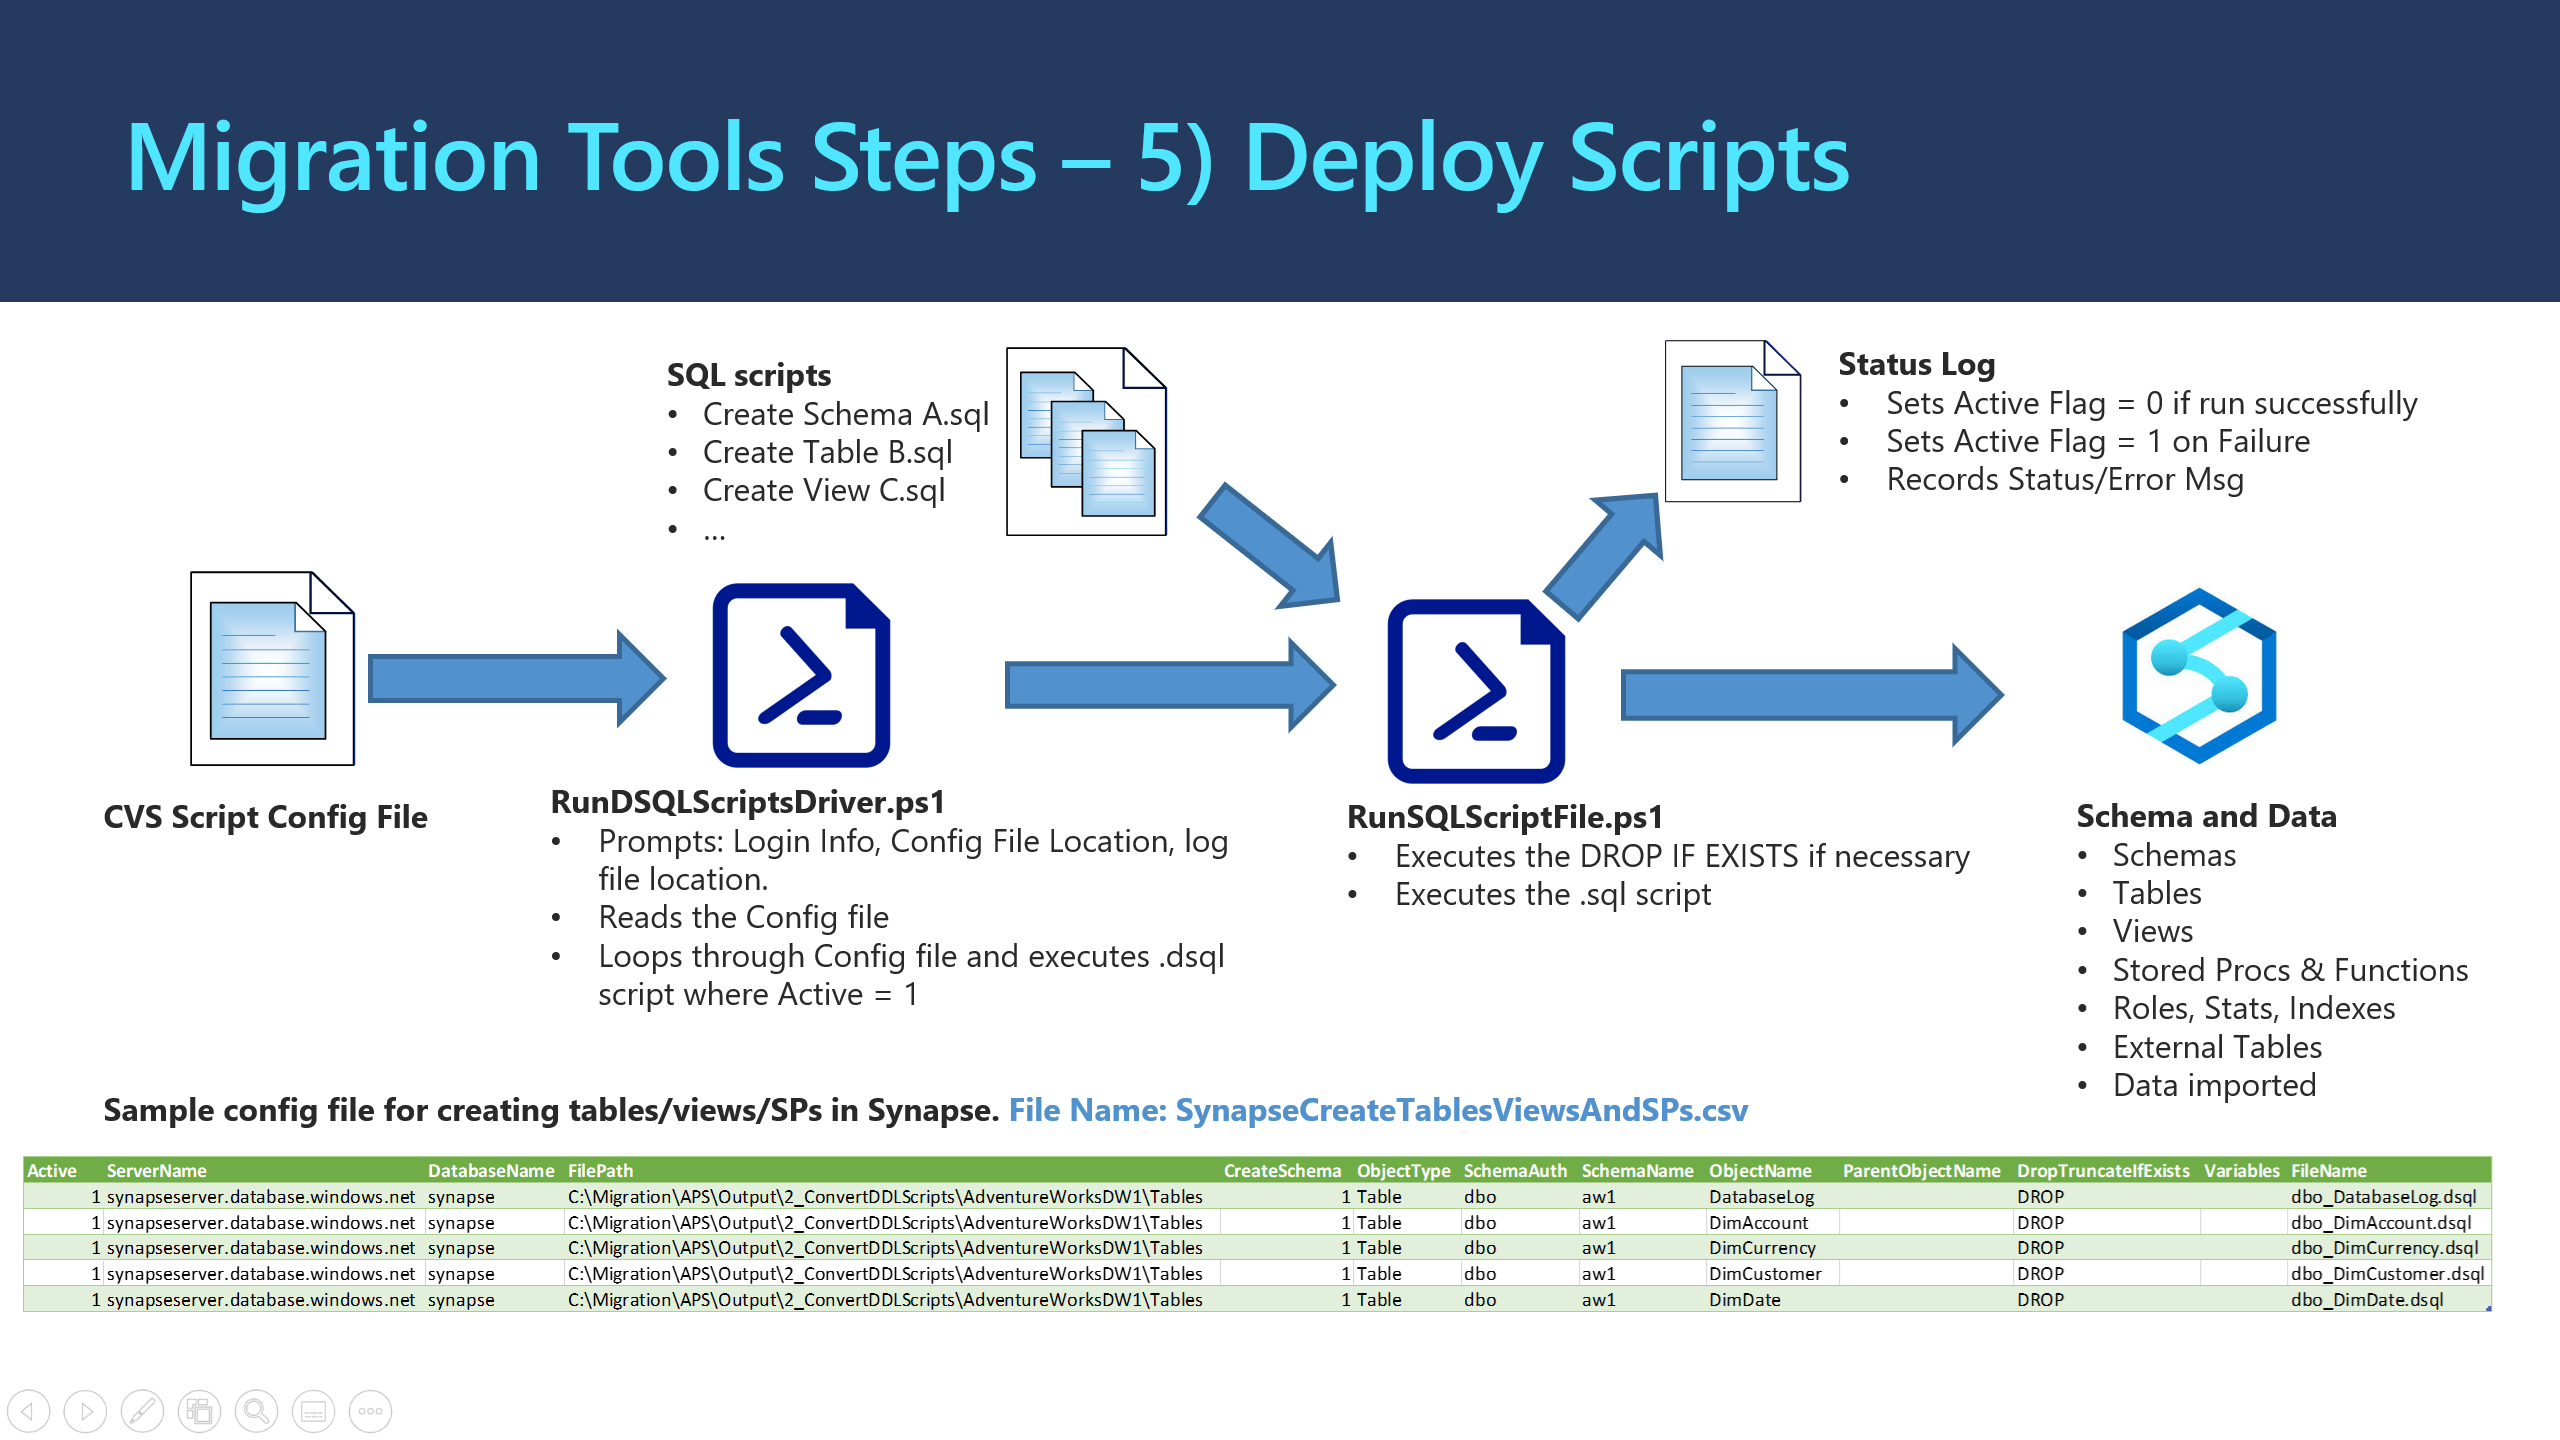 Migration Tools Steps – 5) Deploy Scripts
SQL scripts
• Create Schema A.sql
• Create Table B.sql
• Create View C.sql
• ...
Status Log
• Sets Active Flag = 0 if run successfully
• Sets Active Flag = 1 on Failure
• Records Status/Error Msg
CVS Script Config File
RunDSQLScriptsDriver.ps1
• Prompts: Login Info, Config File Location, log
file location.
• Reads the Config file
• Loops through Config file and executes .dsql
script where Active = 1
RunSQLScriptFile.ps1
• Executes the DROP IF EXISTS if necessary
• Executes the .sql script
Schema and Data
• Schemas
• Tables
• Views
• Stored Procs & Functions
• Roles, Stats, Indexes
• External Tables
• Data imported
Sample config file for creating tables/views/SPs in Synapse. File Name: SynapseCreateTablesViewsAndSPs.csv
Active ServerName DatabaseName FilePath CreateSchema ObjectType SchemaAuth SchemaName ObjectName ParentObjectName DropTruncateIfExists Variables FileName
1 synapseserver.database.windows.net synapse C:\Migration\APS\Output\2_ConvertDDLScripts\AdventureWorksDW1\Tables 1 Table dbo aw1 DatabaseLog DROP dbo_DatabaseLog.dsql
1 synapseserver.database.windows.net synapse C:\Migration\APS\Output\2_ConvertDDLScripts\AdventureWorksDW1\Tables 1 Table dbo aw1 DimAccount DROP dbo_DimAccount.dsql
1 synapseserver.database.windows.net synapse C:\Migration\APS\Output\2_ConvertDDLScripts\AdventureWorksDW1\Tables 1 Table dbo aw1 DimCurrency DROP dbo_DimCurrency.dsql
1 synapseserver.database.windows.net synapse C:\Migration\APS\Output\2_ConvertDDLScripts\AdventureWorksDW1\Tables 1 Table dbo aw1 DimCustomer DROP dbo_DimCustomer.dsql
1 synapseserver.database.windows.net synapse C:\Migration\APS\Output\2_ConvertDDLScripts\AdventureWorksDW1\Tables 1 Table dbo aw1 DimDate DROP dbo_DimDate.dsql